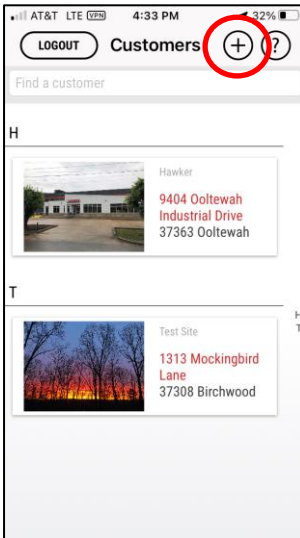 AT&T LTE VPN 4:33 PM 32%
LOGOUT Customers + ?
Find a customer
H
Hawker
9404 Ooltewah
Industrial Drive
37363 Ooltewah
T
H
T
Test Site
1313 Mockingbird
Lane
37308 Birchwood